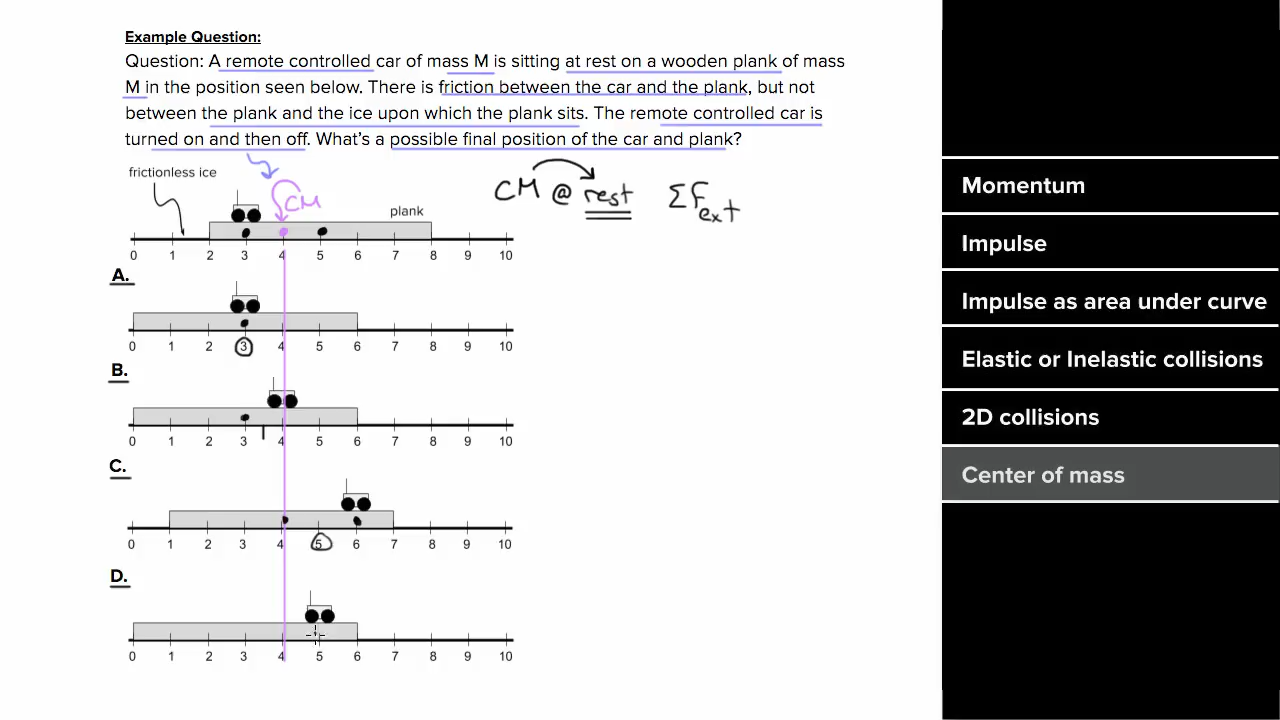 Example Question:
Question: A remote controlled car of mass M is sitting at rest on a wooden plank of mass
M in the position seen below. There is friction between the car and the plank, but not
between the plank and the ice upon which the plank sits. The remote controlled car is
turned on and then off. What's a possible final position of the car and plank?
frictionless ice
CM
plank
CM @ rest ΣF ext
0 1 2 3 4 5 6 7 8 9 10
A.
0 1 2 3 4 5 6 7 8 9 10
B.
0 1 2 3 4 5 6 7 8 9 10
C.
0 1 2 3 4 5 6 7 8 9 10
D.
0 1 2 3 4 5 6 7 8 9 10
Momentum
Impulse
Impulse as area under curve
Elastic or Inelastic collisions
2D collisions
Center of mass